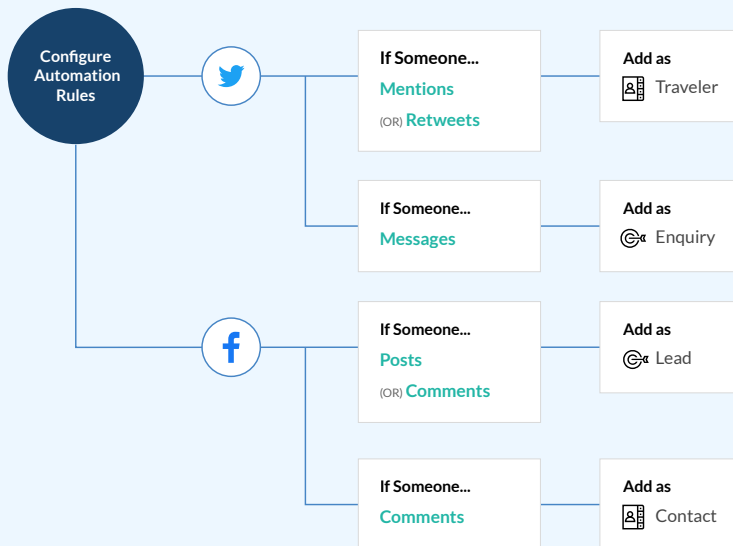 Configure
Automation
Rules
If Someone...
Mentions
(OR) Retweets
Add as
Traveler
If Someone...
Messages
Add as
Enquiry
If Someone...
Posts
(OR) Comments
Add as
Lead
If Someone...
Comments
Add as
Contact